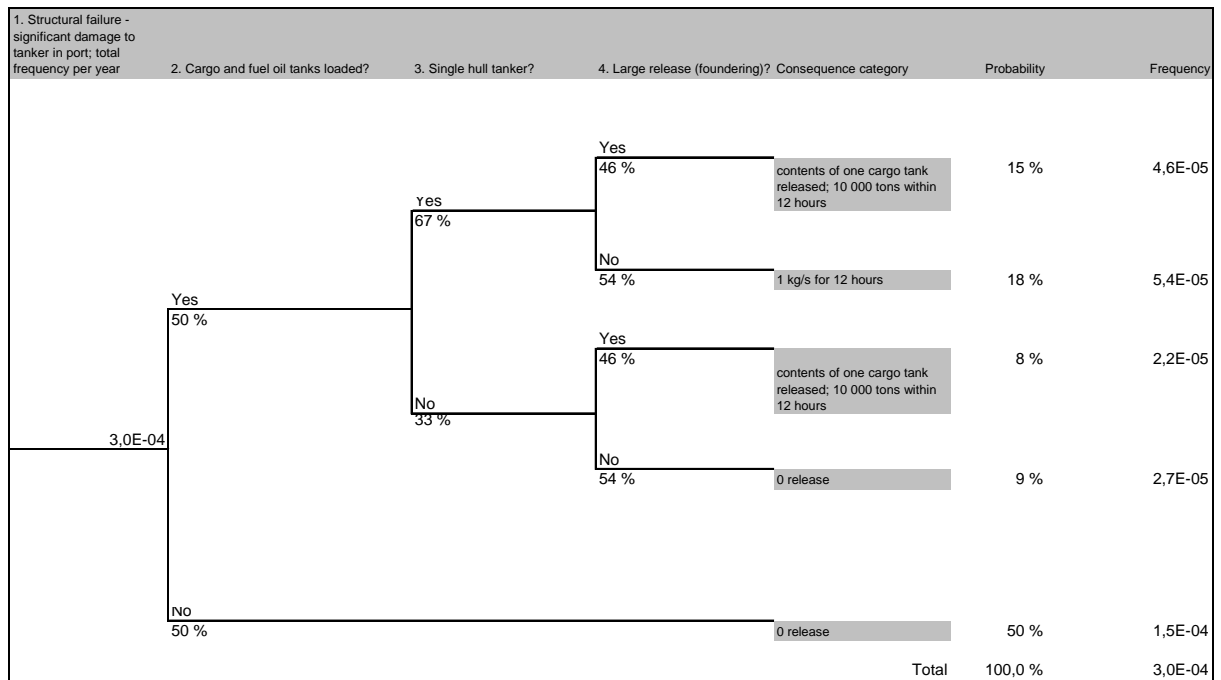 1. Structural failure -
significant damage to
tanker in port; total
frequency per year
2. Cargo and fuel oil tanks loaded?
3. Single hull tanker?
4. Large release (foundering)?
Consequence category
Probability
Frequency
Yes
46 %
contents of one cargo tank
released; 10 000 tons within
12 hours
15 %
4,6E-05
Yes
67 %
No
54 %
1 kg/s for 12 hours
18 %
5,4E-05
Yes
50 %
Yes
46 %
contents of one cargo tank
released; 10 000 tons within
12 hours
8 %
2,2E-05
No
33 %
3,0E-04
No
54 %
0 release
9 %
2,7E-05
No
50 %
0 release
50 %
1,5E-04
Total
100,0 %
3,0E-04